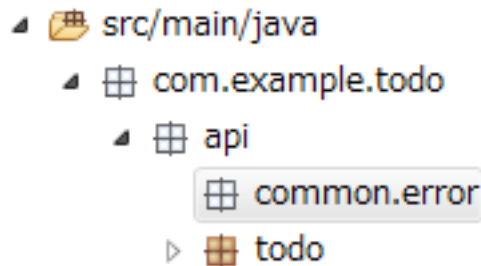 src/main/java
com.example.todo
api
common.error
todo